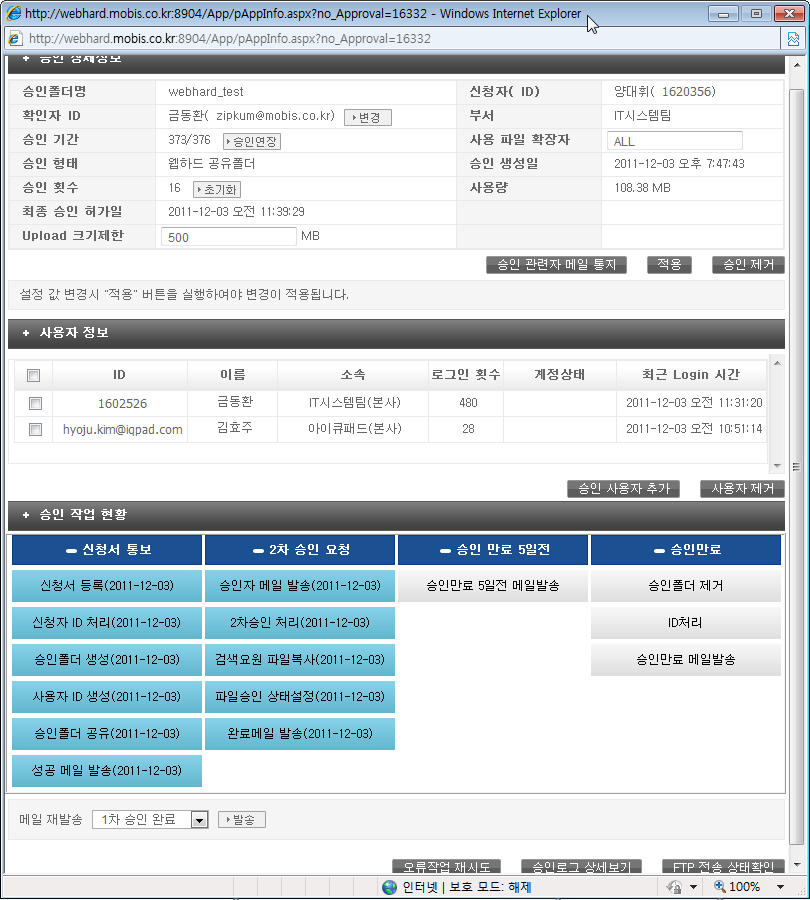 http://webhard.mobis.co.kr:8904/App/pAppInfo.aspx?no_Approval=16332 - Windows Internet Explorer
http://webhard.mobis.co.kr:8904/App/pAppInfo.aspx?no_Approval=16332
+ 승인 상세정보
승인폴더명 webhard_test 신청자( ID) 양대휘( 1620356)
확인자 ID 금동환( zipkum@mobis.co.kr) 변경 부서 IT시스템팀
승인 기간 373/376 승인연장 사용 파일 확장자 ALL
승인 형태 웹하드 공유폴더 승인 생성일 2011-12-03 오후 7:47:43
승인 횟수 16 초기화 사용량 108.38 MB
최종 승인 허가일 2011-12-03 오전 11:39:29
Upload 크기제한 500 MB
승인 관련자 메일 통지 적용 승인 제거
설정 값 변경시 "적용" 버튼을 실행하여야 변경이 적용됩니다.
+ 사용자 정보
ID 이름 소속 로그인 횟수 계정상태 최근 Login 시간
1602526 금동환 IT시스템팀(본사) 480 2011-12-03 오전 11:31:20
hyoju.kim@iqpad.com 김효주 아이큐패드(본사) 28 2011-12-03 오전 10:51:14
승인 사용자 추가 사용자 제거
+ 승인 작업 현황
신청서 통보 2차 승인 요청 승인 만료 5일전 승인만료
신청서 등록(2011-12-03) 승인자 메일 발송(2011-12-03) 승인만료 5일전 메일발송 승인폴더 제거
신청자 ID 처리(2011-12-03) 2차승인 처리(2011-12-03) ID처리
승인폴더 생성(2011-12-03) 검색요원 파일복사(2011-12-03) 승인만료 메일발송
사용자 ID 생성(2011-12-03) 파일승인 상태설정(2011-12-03)
승인폴더 공유(2011-12-03) 완료메일 발송(2011-12-03)
성공 메일 발송(2011-12-03)
메일 재발송 1차 승인 완료 발송
오류작업 재시도 승인로그 상세보기 FTP 전송 상태확인
인터넷 | 보호 모드: 해제 100%